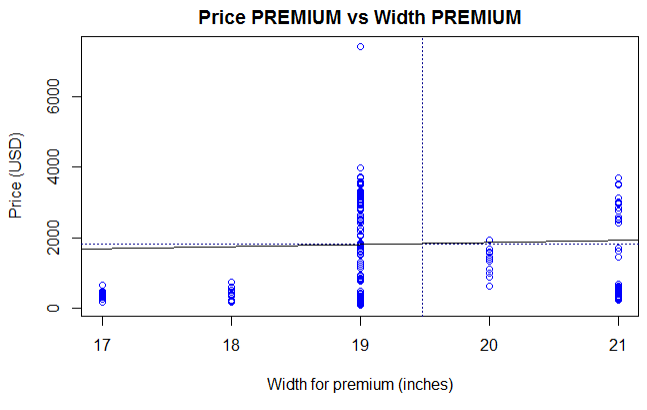 Price PREMIUM vs Width PREMIUM
Price (USD)
6000
4000
2000
0
17 18 19 20 21
Width for premium (inches)